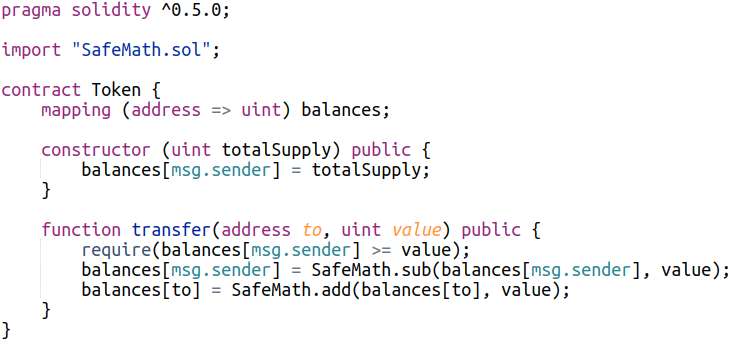 pragma solidity ^0.5.0;
import "SafeMath.sol";
contract Token {
mapping (address => uint) balances;
constructor (uint totalSupply) public {
balances[msg.sender] = totalSupply;
}
function transfer(address to, uint value) public {
require(balances[msg.sender] >= value);
balances[msg.sender] = SafeMath.sub(balances[msg.sender], value);
balances[to] = SafeMath.add(balances[to], value);
}
}